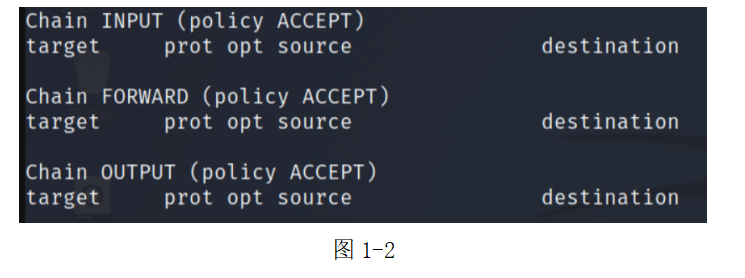 Chain INPUT (policy ACCEPT)
target     prot opt source               destination
Chain FORWARD (policy ACCEPT)
target     prot opt source               destination
Chain OUTPUT (policy ACCEPT)
target     prot opt source               destination
图 1-2